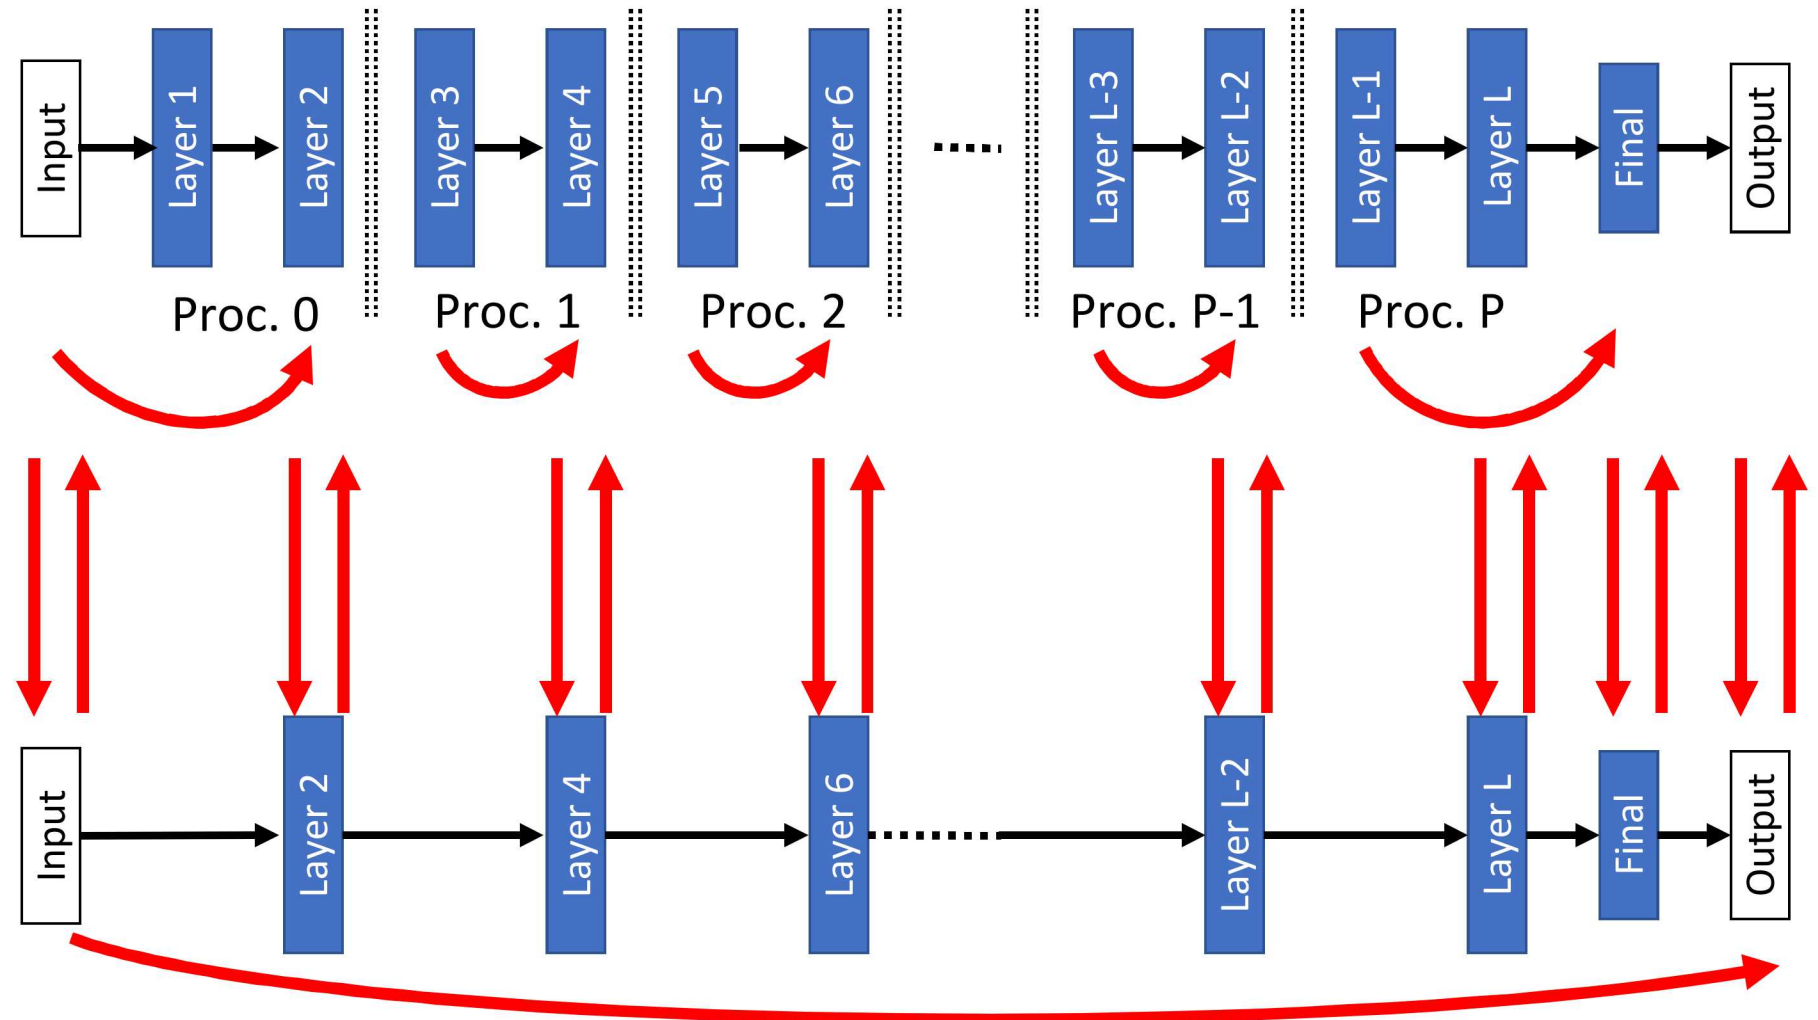 Input
Layer 1
Layer 2
Layer 3
Layer 4
Layer 5
Layer 6
Layer L-3
Layer L-2
Layer L-1
Layer L
Final
Output
Proc. 0
Proc. 1
Proc. 2
Proc. P-1
Proc. P
Input
Layer 2
Layer 4
Layer 6
Layer L-2
Layer L
Final
Output